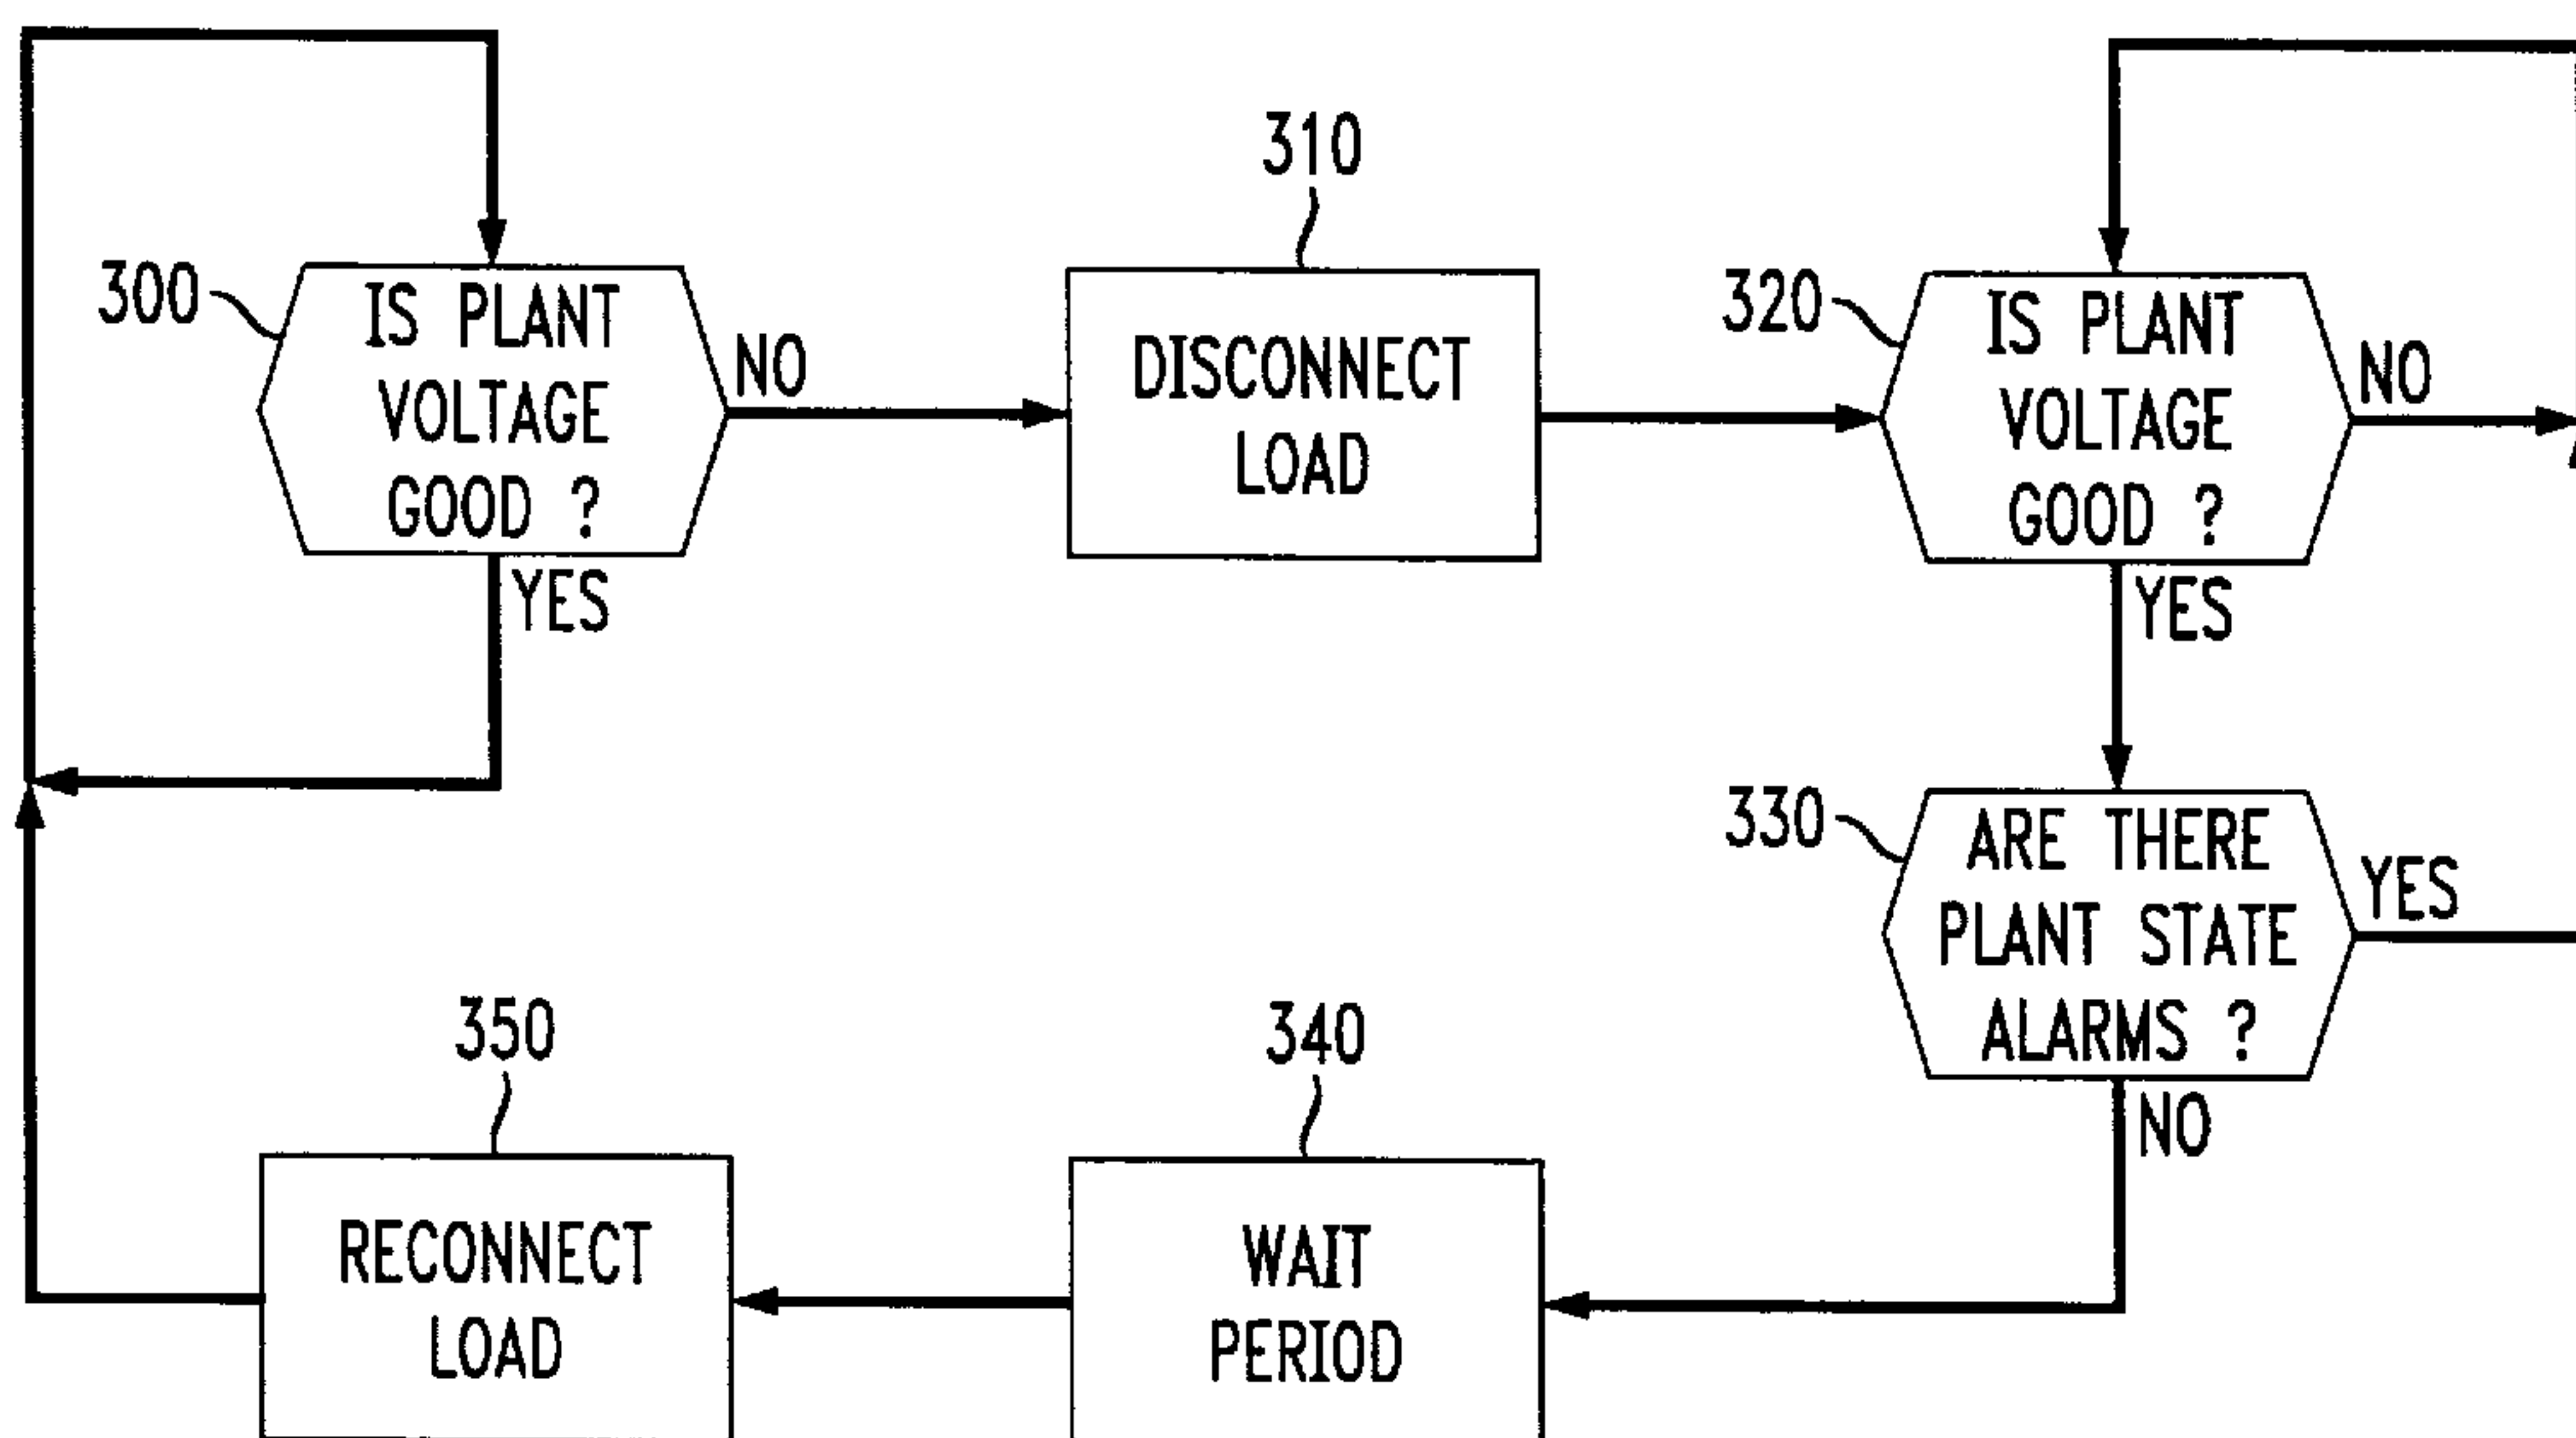 310
300
IS PLANT
VOLTAGE
GOOD ?
NO
YES
DISCONNECT
LOAD
320
IS PLANT
VOLTAGE
GOOD ?
NO
YES
330
ARE THERE
PLANT STATE
ALARMS ?
YES
NO
350
RECONNECT
LOAD
340
WAIT
PERIOD